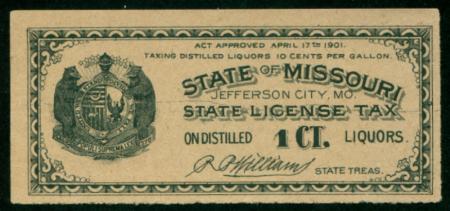 ACT APPROVED APRIL 17TH 1901.
TAXING DISTILLED LIQUORS 10 CENTS PER GALLON.
STATE OF MISSOURI
JEFFERSON CITY, MO.
STATE LICENSE TAX
ON DISTILLED 1 CT. LIQUORS.
R P Williams STATE TREAS.